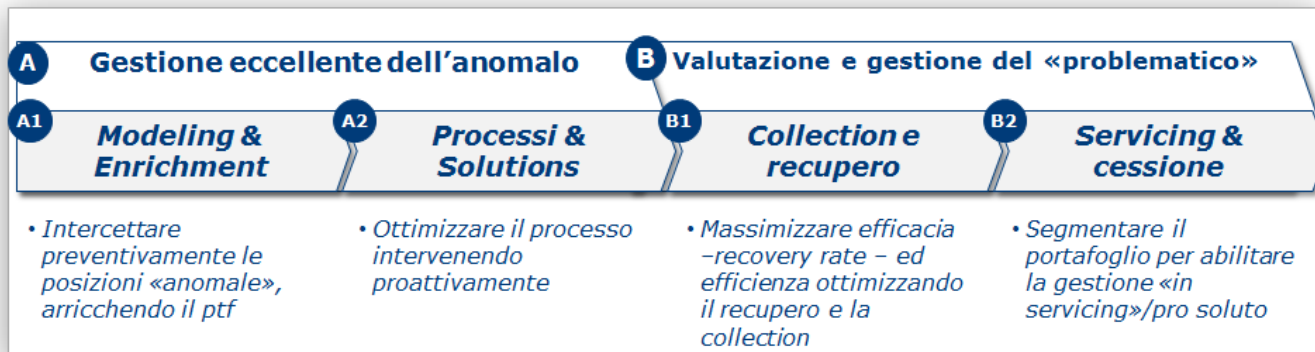 A Gestione eccellente dell'anomalo
B Valutazione e gestione del «problematico»
A1 Modeling &
Enrichment
A2 Processi &
Solutions
B1 Collection e
recupero
B2 Servicing &
cessione
• Intercettare
preventivamente le
posizioni «anomale»,
arricchendo il ptf
• Ottimizzare il processo
intervenendo
proattivamente
• Massimizzare efficacia
–recovery rate – ed
efficienza ottimizzando
il recupero e la
collection
• Segmentare il
portafoglio per abilitare
la gestione «in
servicing»/pro soluto